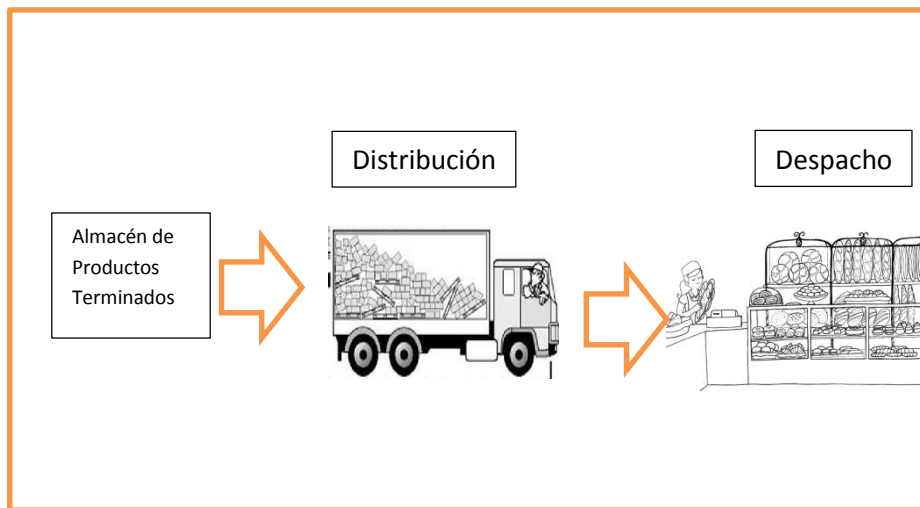 Distribución
Despacho
Almacén de
Productos
Terminados